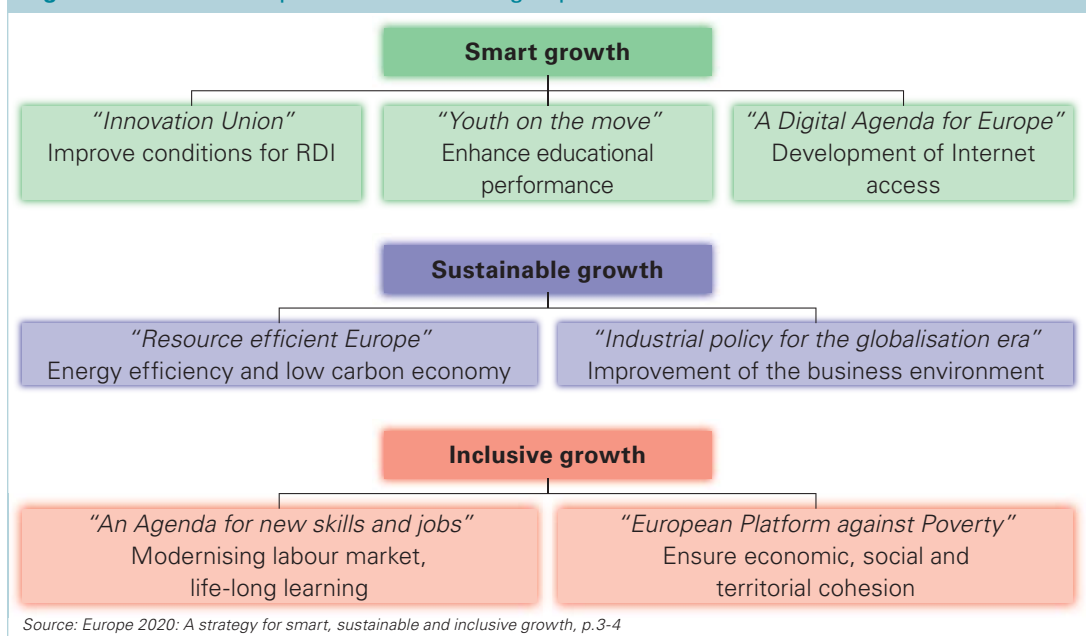 Smart growth
“Innovation Union”
Improve conditions for RDI
“Youth on the move”
Enhance educational
performance
“A Digital Agenda for Europe”
Development of Internet
access
Sustainable growth
“Resource efficient Europe”
Energy efficiency and low carbon economy
“Industrial policy for the globalisation era”
Improvement of the business environment
Inclusive growth
“An Agenda for new skills and jobs”
Modernising labour market,
life-long learning
“European Platform against Poverty”
Ensure economic, social and
territorial cohesion
Source: Europe 2020: A strategy for smart, sustainable and inclusive growth, p.3-4